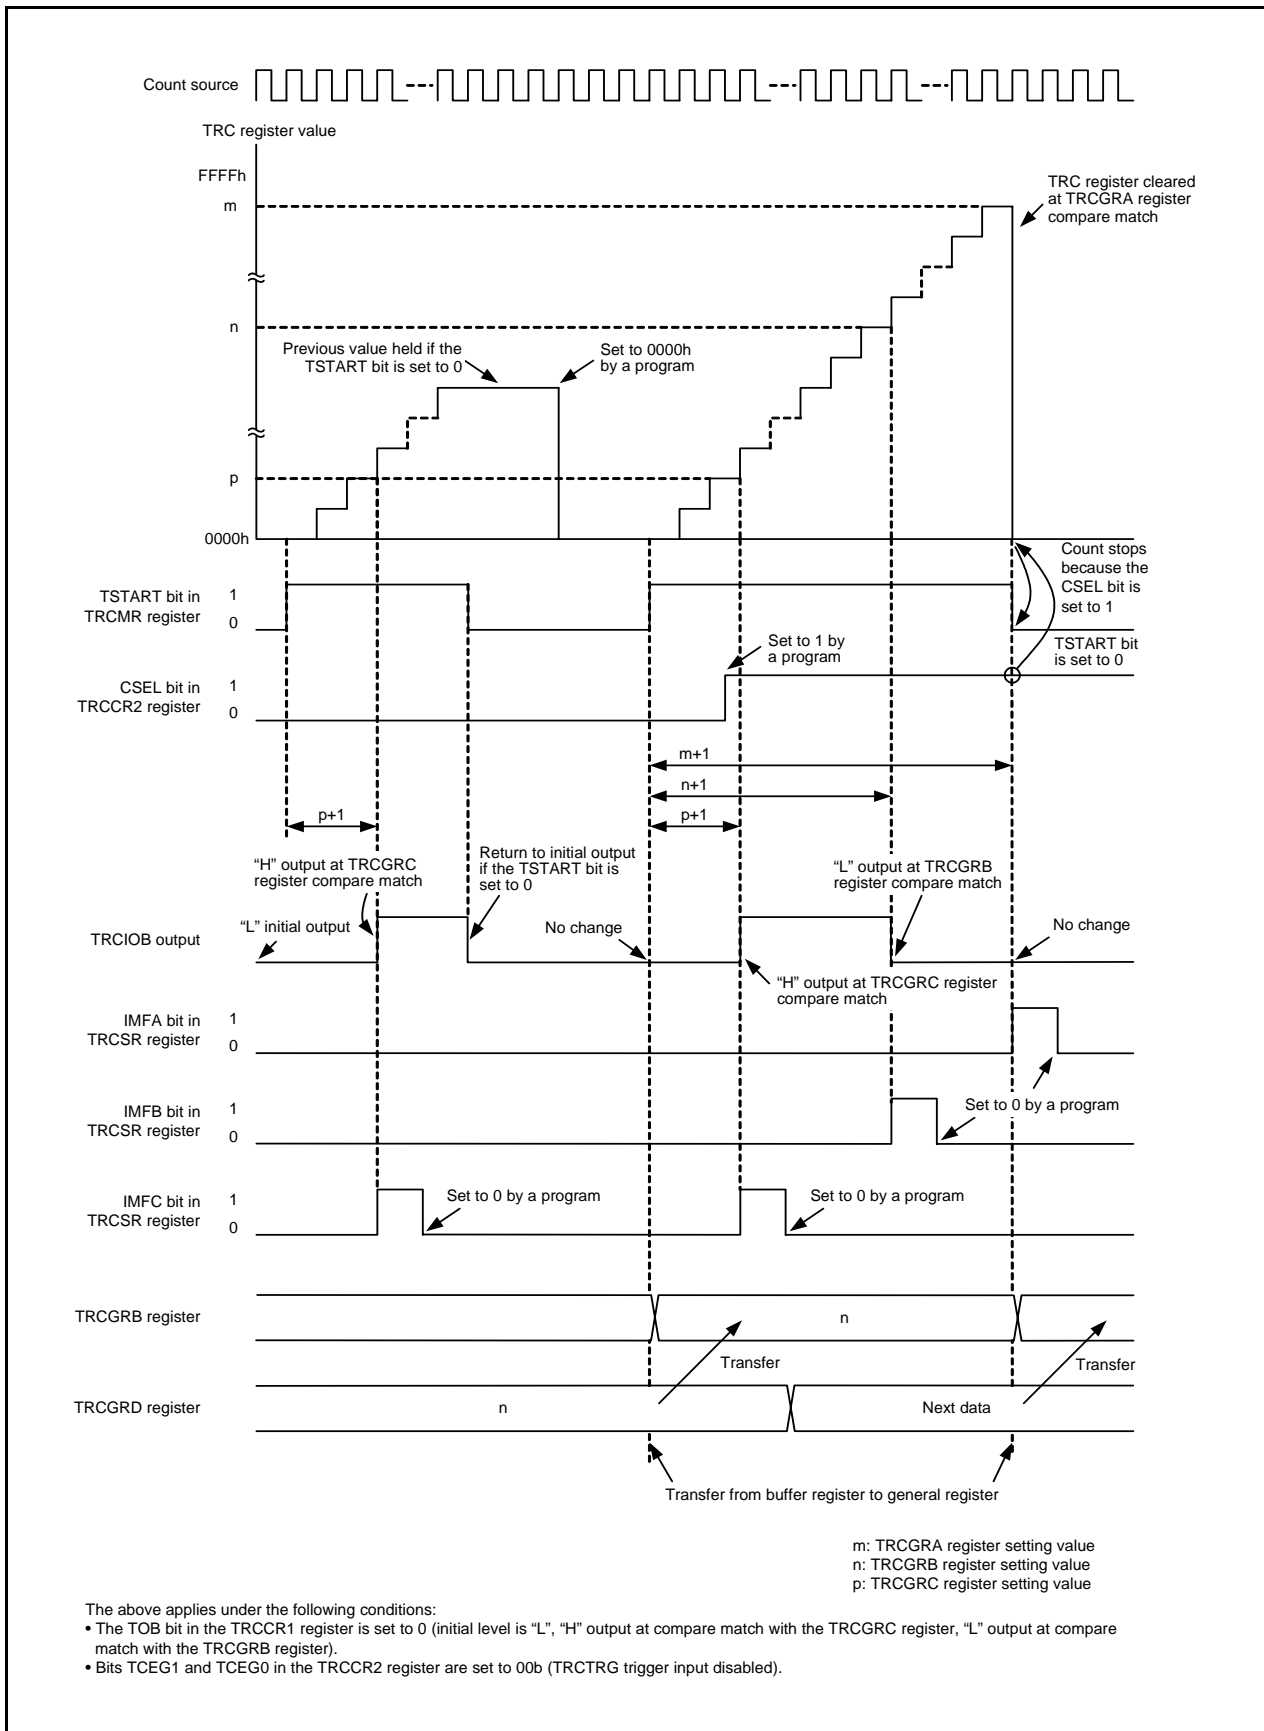 Count source
TRC register value
FFFFh
m
TRC register cleared
at TRCGRA register
compare match
n
Previous value held if the
TSTART bit is set to 0
Set to 0000h
by a program
p
0000h
Count stops
because the
CSEL bit is
set to 1
TSTART bit in
TRCMR register
1
0
TSTART bit
is set to 0
Set to 1 by
a program
CSEL bit in
TRCCR2 register
1
0
m+1
n+1
p+1
p+1
“H” output at TRCGRC
register compare match
Return to initial output
if the TSTART bit is
set to 0
“L” output at TRCGRB
register compare match
“L” initial output
No change
No change
TRCIOB output
“H” output at TRCGRC register
compare match
IMFA bit in
TRCSR register
1
0
Set to 0 by a program
IMFB bit in
TRCSR register
1
0
IMFC bit in
TRCSR register
1
0
Set to 0 by a program
Set to 0 by a program
TRCGRB register
n
Transfer
Transfer
TRCGRD register
n
Next data
Transfer from buffer register to general register
m: TRCGRA register setting value
n: TRCGRB register setting value
p: TRCGRC register setting value
The above applies under the following conditions:
• The TOB bit in the TRCCR1 register is set to 0 (initial level is “L”, “H” output at compare match with the TRCGRC register, “L” output at compare
match with the TRCGRB register).
• Bits TCEG1 and TCEG0 in the TRCCR2 register are set to 00b (TRCTRG trigger input disabled).